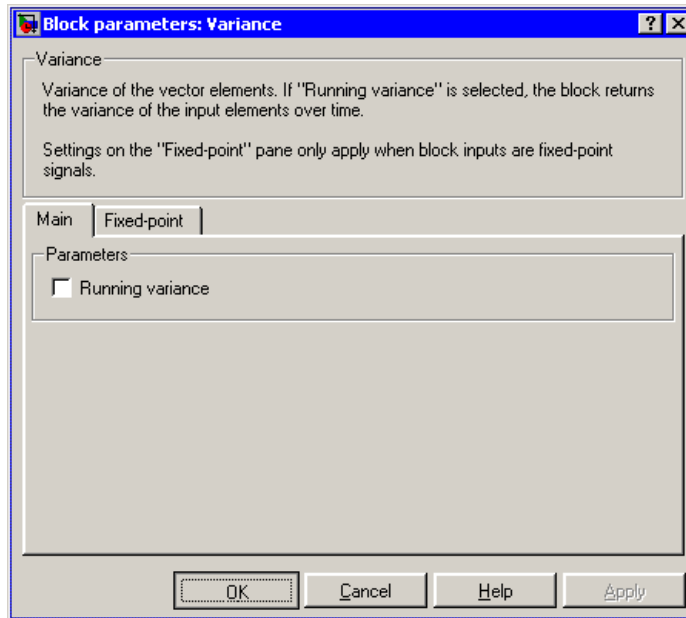 Block parameters: Variance
Variance
Variance of the vector elements. If "Running variance" is selected, the block returns
the variance of the input elements over time.
Settings on the "Fixed-point" pane only apply when block inputs are fixed-point
signals.
Main Fixed-point
Parameters
Running variance
OK Cancel Help Apply